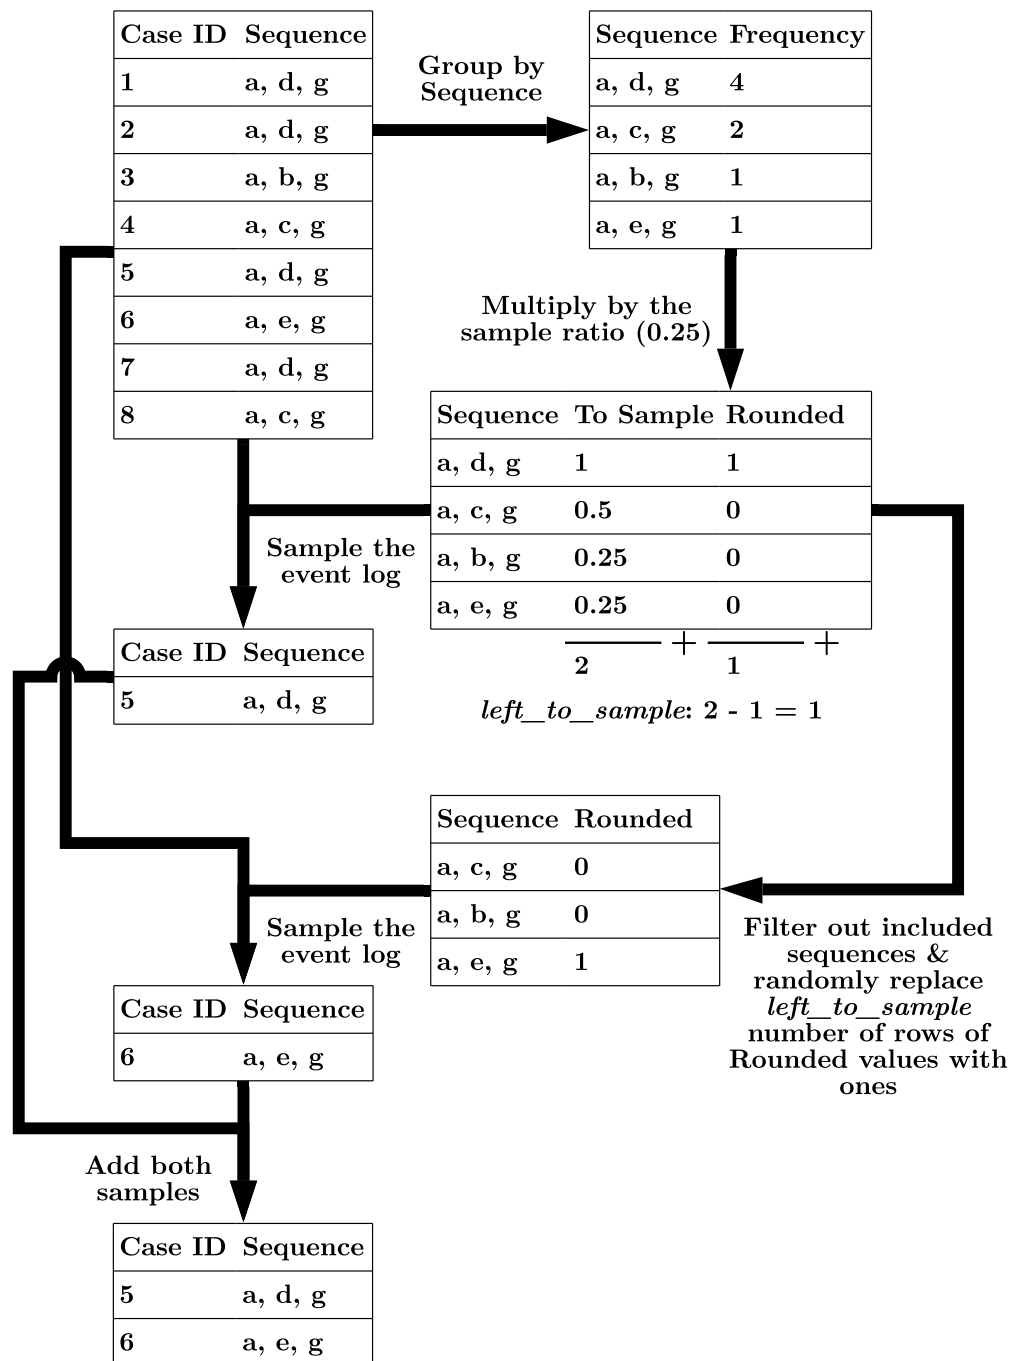 Case ID Sequence
1 a, d, g
2 a, d, g
3 a, b, g
4 a, c, g
5 a, d, g
6 a, e, g
7 a, d, g
8 a, c, g
Group by
Sequence
Sequence Frequency
a, d, g 4
a, c, g 2
a, b, g 1
a, e, g 1
Multiply by the
sample ratio (0.25)
Sequence To Sample Rounded
a, d, g 1 1
a, c, g 0.5 0
a, b, g 0.25 0
a, e, g 0.25 0
+ +
2 1
left_to_sample: 2 - 1 = 1
Sample the
event log
Case ID Sequence
5 a, d, g
Sequence Rounded
a, c, g 0
a, b, g 0
a, e, g 1
Filter out included
sequences &
randomly replace
left_to_sample
number of rows of
Rounded values with
ones
Sample the
event log
Case ID Sequence
6 a, e, g
Add both
samples
Case ID Sequence
5 a, d, g
6 a, e, g